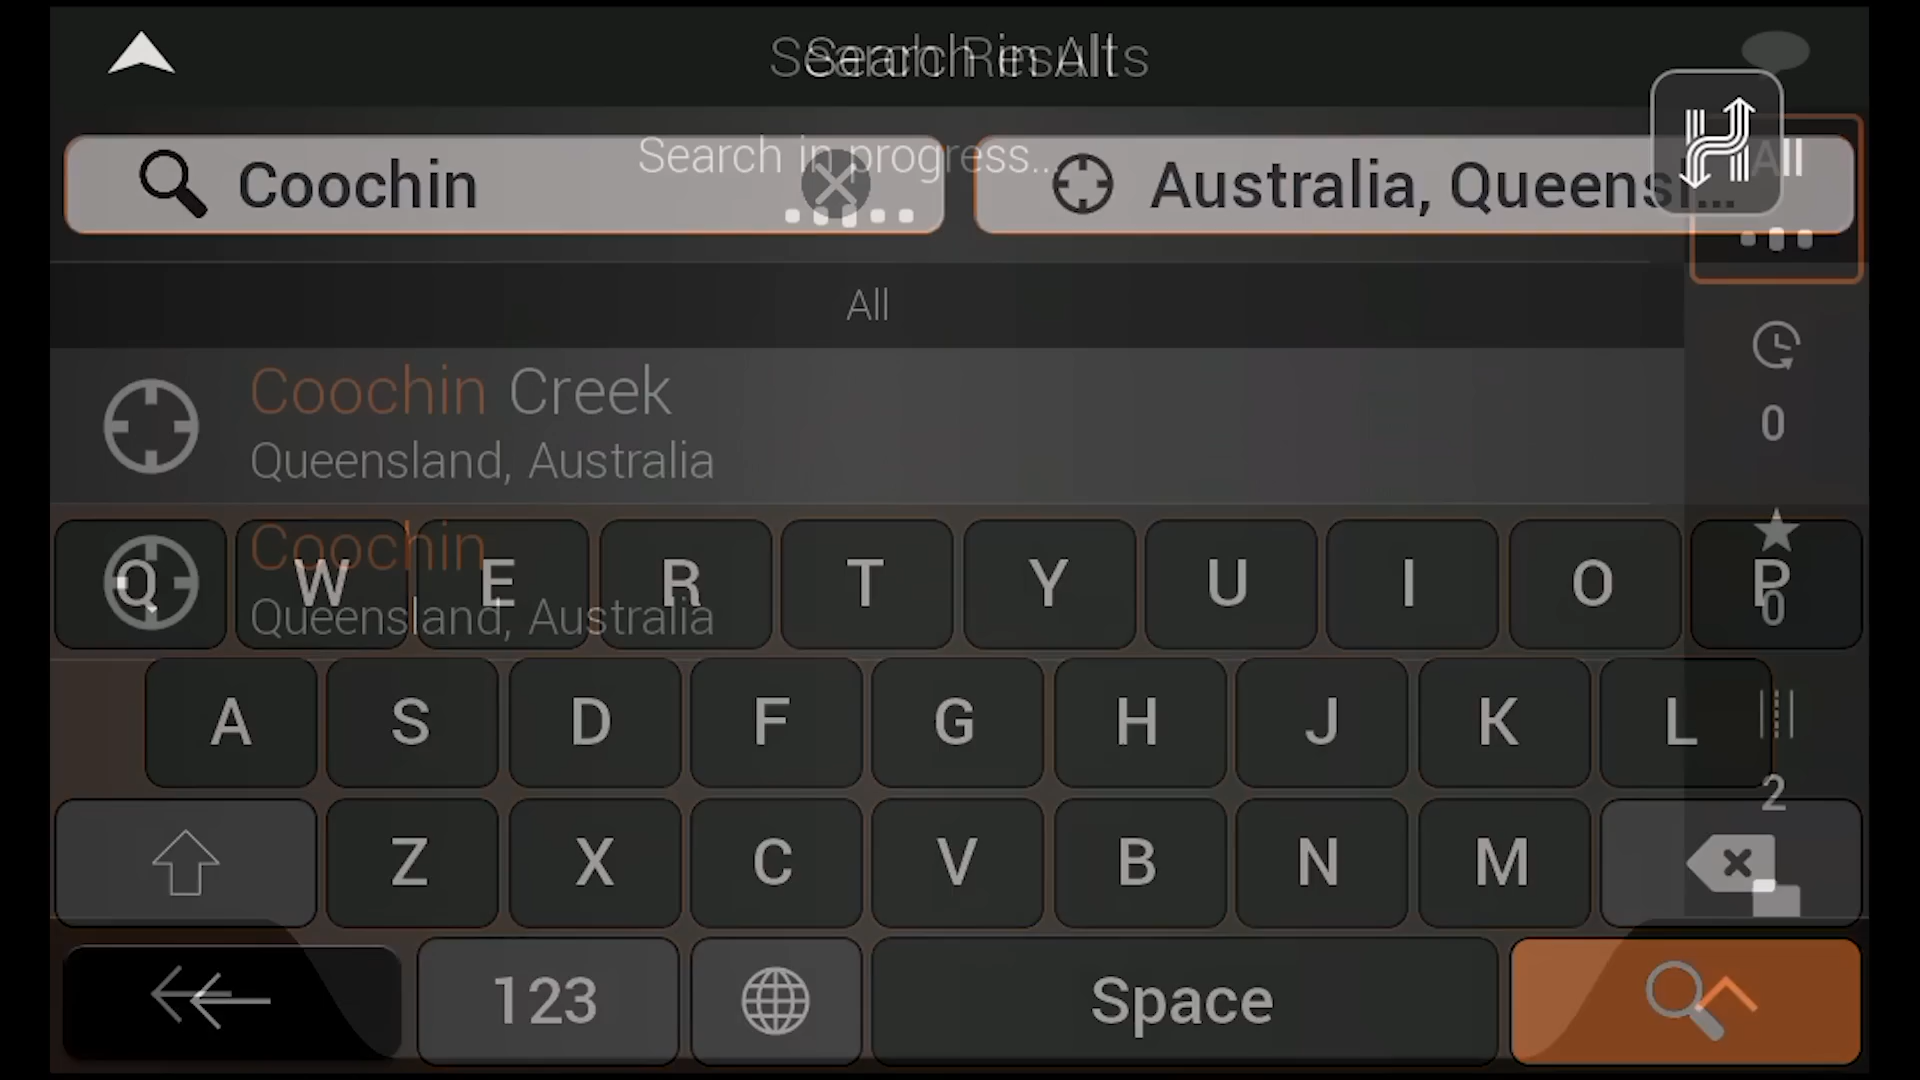 Search in All
Search Results
Search in progress...
Coochin
Australia, Queensl...
All
All
Coochin Creek
Queensland, Australia
0
Coochin
Queensland, Australia
0
Q W E R T Y U I O P
A S D F G H J K L
2
Z X C V B N M
123
Space